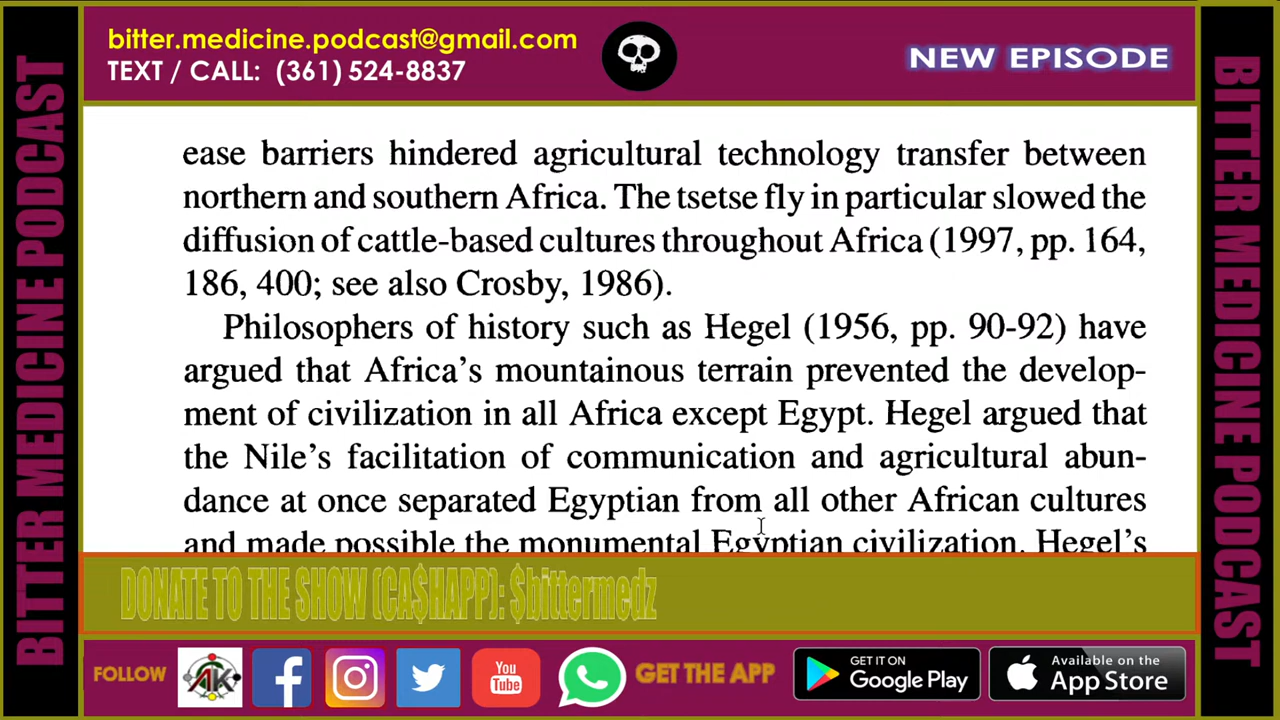 bitter.medicine.podcast@gmail.com
TEXT / CALL: (361) 524-8837
NEW EPISODE
BITTER MEDICINE PODCAST
ease barriers hindered agricultural technology transfer between
northern and southern Africa. The tsetse fly in particular slowed the
diffusion of cattle-based cultures throughout Africa (1997, pp. 164,
186, 400; see also Crosby, 1986).
Philosophers of history such as Hegel (1956, pp. 90-92) have
argued that Africa's mountainous terrain prevented the develop-
ment of civilization in all Africa except Egypt. Hegel argued that
the Nile's facilitation of communication and agricultural abun-
dance at once separated Egyptian from all other African cultures
and made possible the monumental Egyptian civilization. Hegel's
BITTER MEDICINE PODCAST
DONATE TO THE SHOW (CA$HAPP): $bittermedz
FOLLOW
ATK
You
Tube
GET THE APP
GET IT ON
Google Play
Available on the
App Store